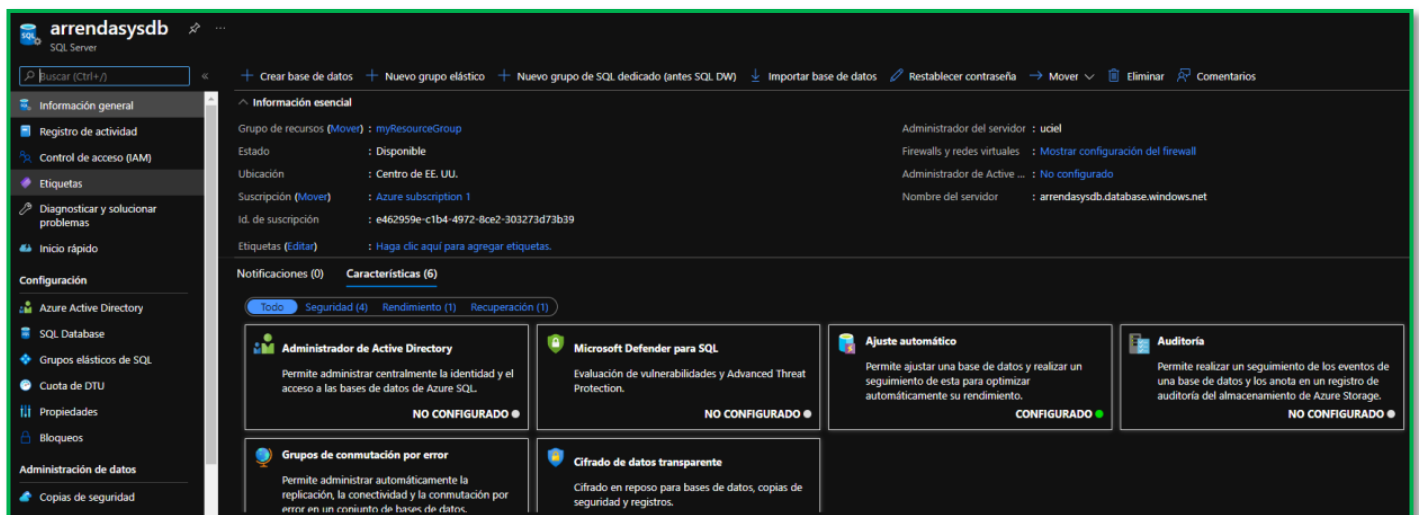 arrendasysdb
SQL Server
Buscar (Ctrl+/)
Información general
Registro de actividad
Control de acceso (IAM)
Etiquetas
Diagnosticar y solucionar
problemas
Inicio rápido
Configuración
Azure Active Directory
SQL Database
Grupos elásticos de SQL
Cuota de DTU
Propiedades
Bloqueos
Administración de datos
Copias de seguridad
Crear base de datos Nuevo grupo elástico Nuevo grupo de SQL dedicado (antes SQL DW) Importar base de datos Restablecer contraseña Mover Eliminar Comentarios
Información esencial
Grupo de recursos (Mover) : myResourceGroup
Estado : Disponible
Ubicación : Centro de EE. UU.
Suscripción (Mover) : Azure subscription 1
Id. de suscripción : e462959e-c1b4-4972-8ce2-303273d73b39
Etiquetas (Editar) : Haga clic aquí para agregar etiquetas.
Administrador del servidor : uciel
Firewalls y redes virtuales : Mostrar configuración del firewall
Administrador de Active ... : No configurado
Nombre del servidor : arrendasysdb.database.windows.net
Notificaciones (0) Características (6)
Todo Seguridad (4) Rendimiento (1) Recuperación (1)
Administrador de Active Directory
Permite administrar centralmente la identidad y el
acceso a las bases de datos de Azure SQL.
NO CONFIGURADO
Microsoft Defender para SQL
Evaluación de vulnerabilidades y Advanced Threat
Protection.
NO CONFIGURADO
Ajuste automático
Permite ajustar una base de datos y realizar un
seguimiento de esta para optimizar
automáticamente su rendimiento.
CONFIGURADO
Auditoría
Permite realizar un seguimiento de los eventos de
una base de datos y los anota en un registro de
auditoría del almacenamiento de Azure Storage.
NO CONFIGURADO
Grupos de conmutación por error
Permite administrar automáticamente la
replicación, la conectividad y la conmutación por
error en un conjunto de bases de datos.
Cifrado de datos transparente
Cifrado en reposo para bases de datos, copias de
seguridad y registros.